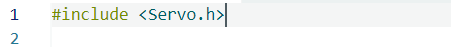 1 #include <Servo.h>
2